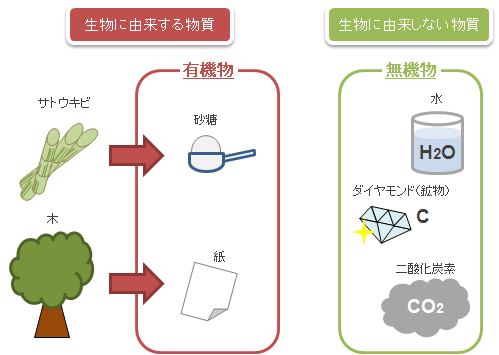 生物に由来する物質
生物に由来しない物質
有機物
無機物
サトウキビ
砂糖
水
H2O
ダイヤモンド(鉱物)
C
木
紙
二酸化炭素
CO2